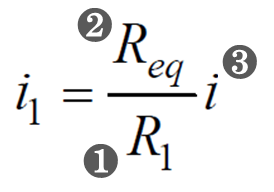 ❷ R_eq ❸
i₁ = ――― i
❶ R₁